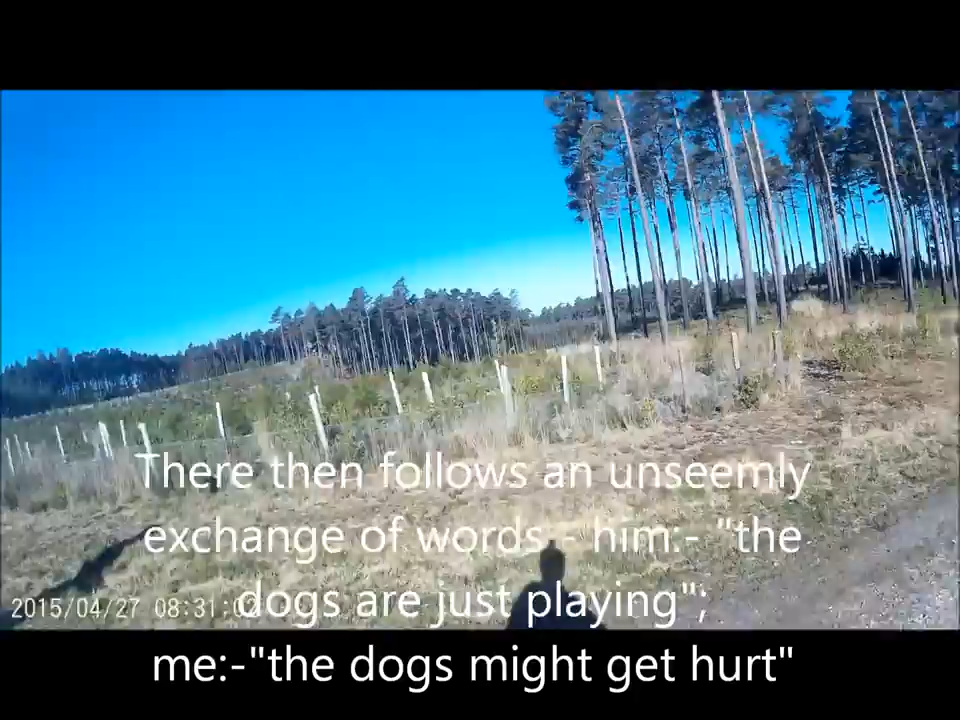 There then follows an unseemly
exchange of words - him:- "the
dogs are just playing";
2015/04/27 08:31:0
me:-"the dogs might get hurt"